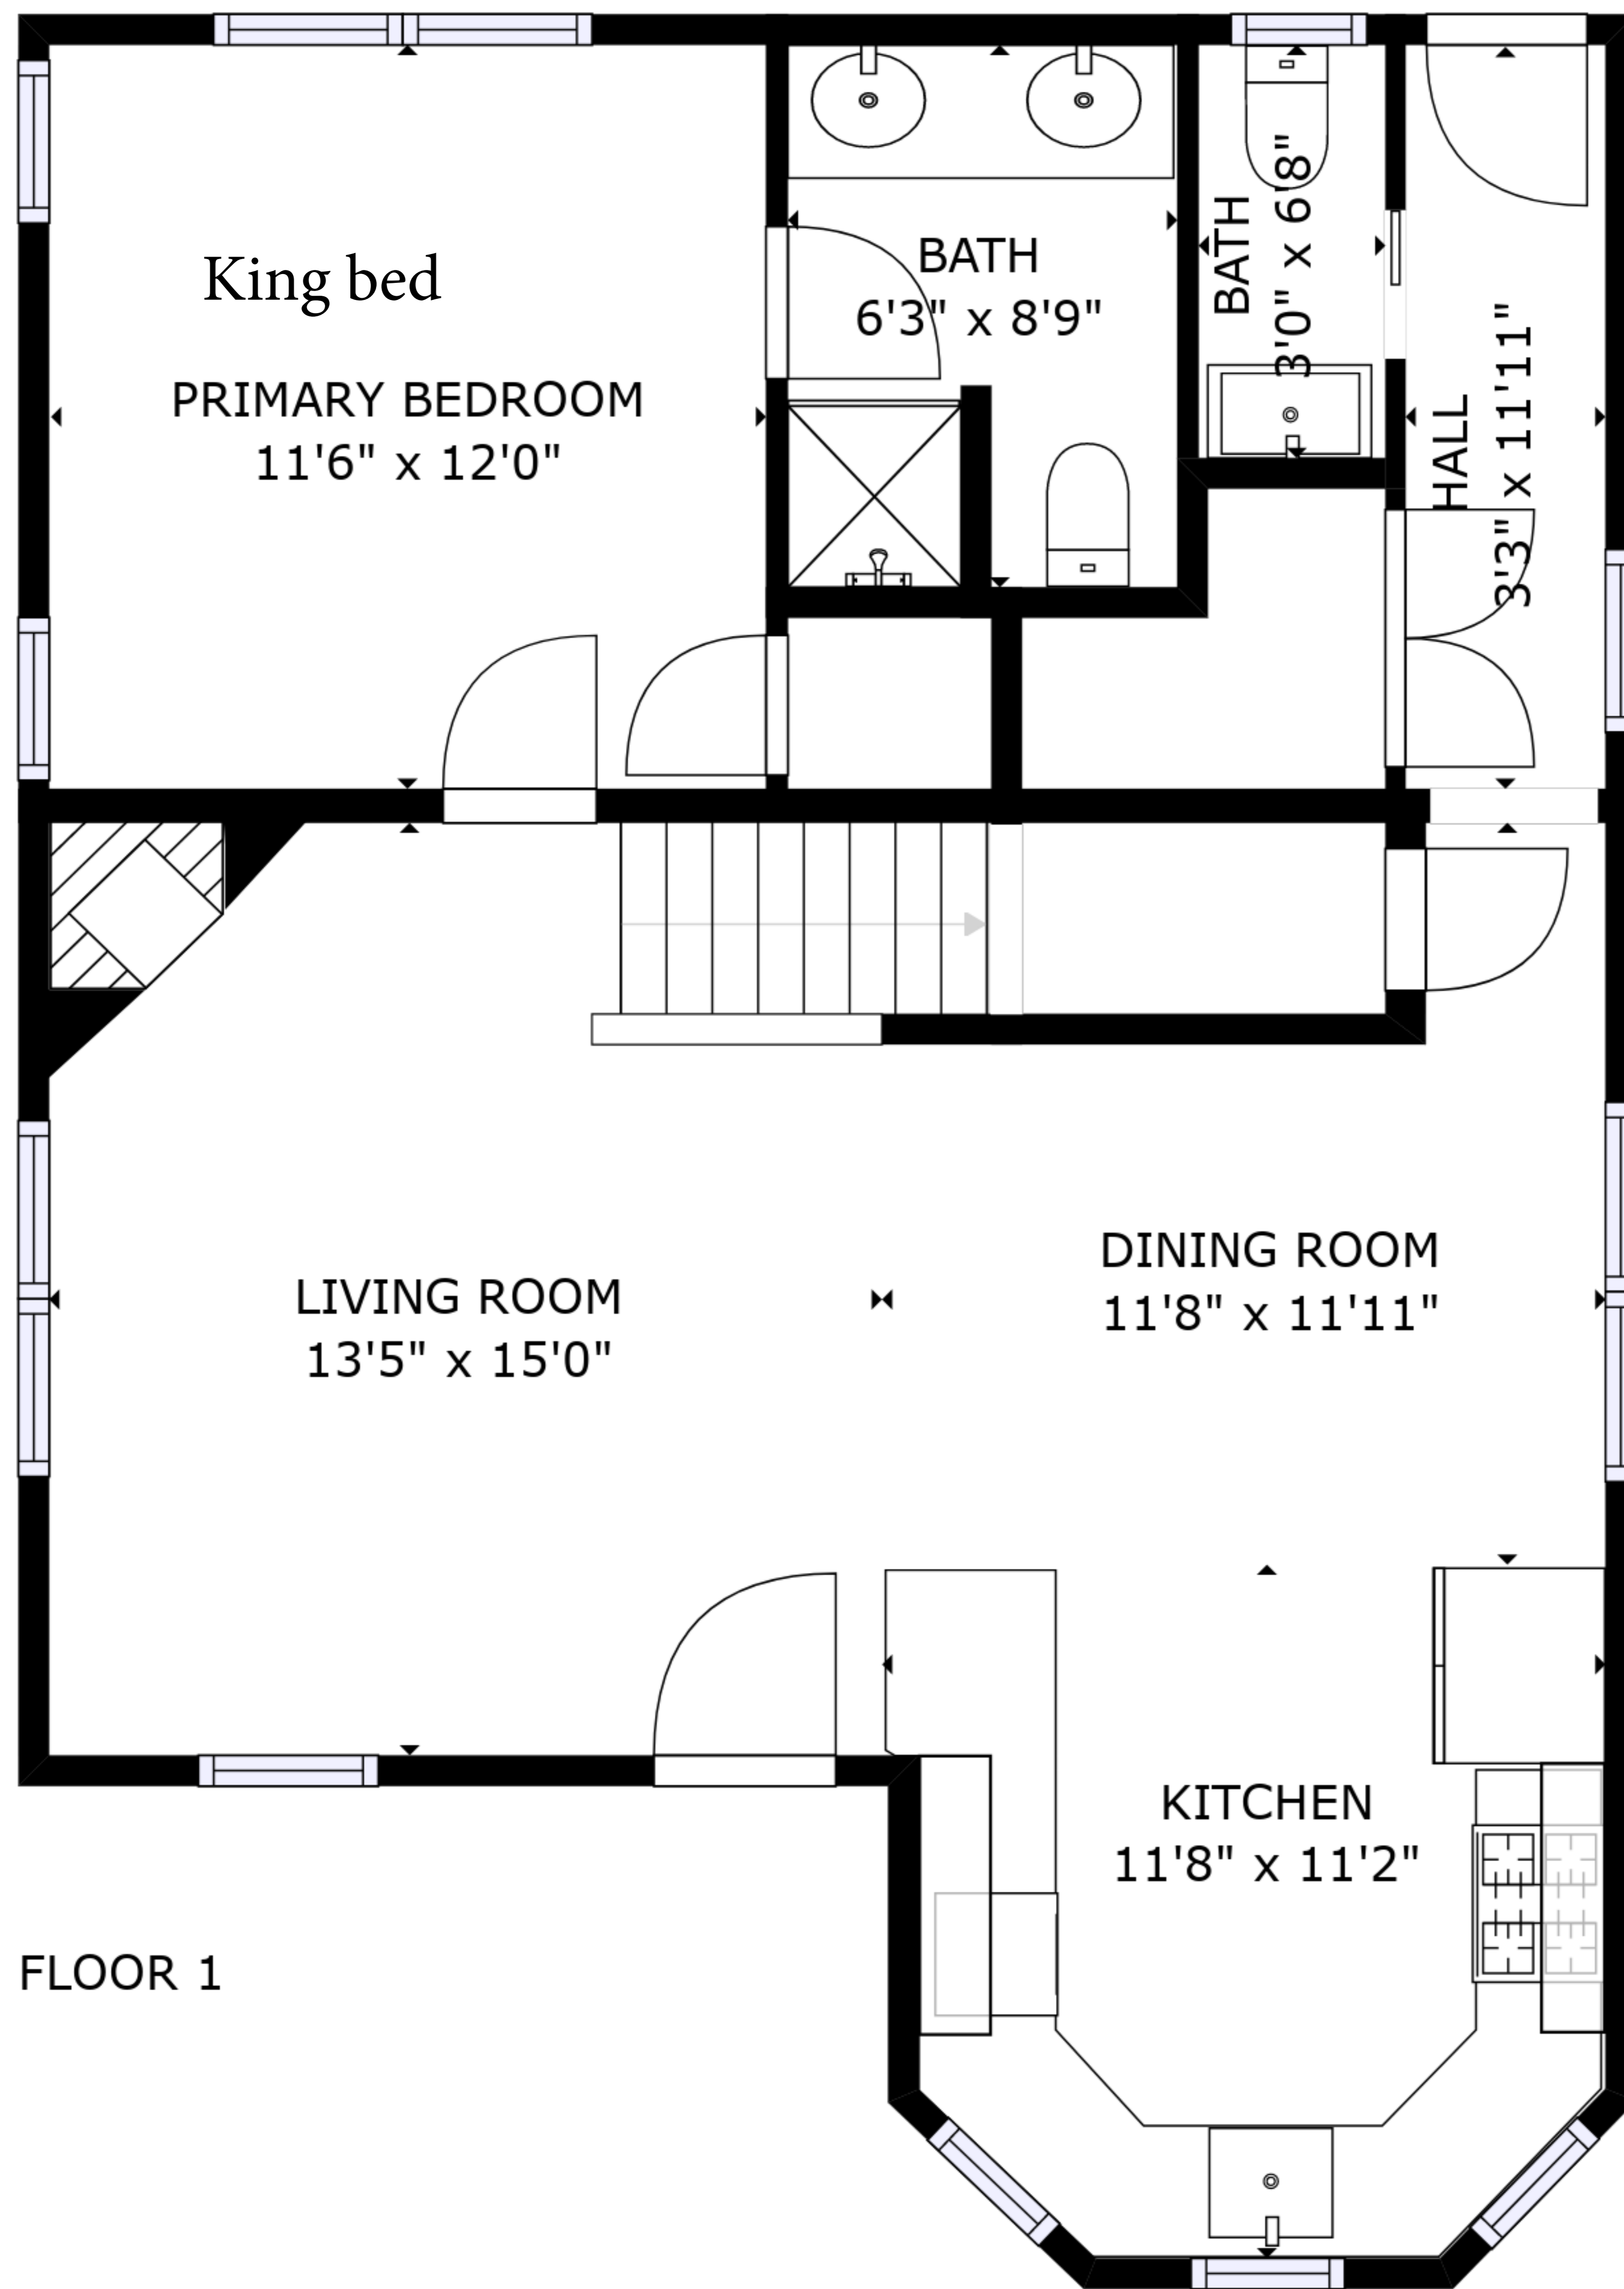 King bed
PRIMARY BEDROOM
11'6" x 12'0"
BATH
6'3" x 8'9"
BATH
3'0" x 6'8"
HALL
3'3" x 11'11"
LIVING ROOM
13'5" x 15'0"
DINING ROOM
11'8" x 11'11"
KITCHEN
11'8" x 11'2"
FLOOR 1